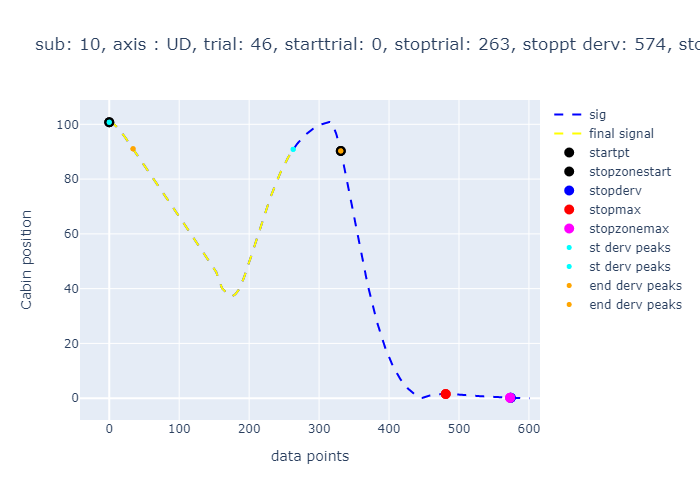 sub: 10, axis : UD, trial: 46, starttrial: 0, stoptrial: 263, stoppt derv: 574, sto
100
80
60
40
20
0
Cabin position
0 100 200 300 400 500 600
data points
sig
final signal
startpt
stopzonestart
stopderv
stopmax
stopzonemax
st derv peaks
st derv peaks
end derv peaks
end derv peaks